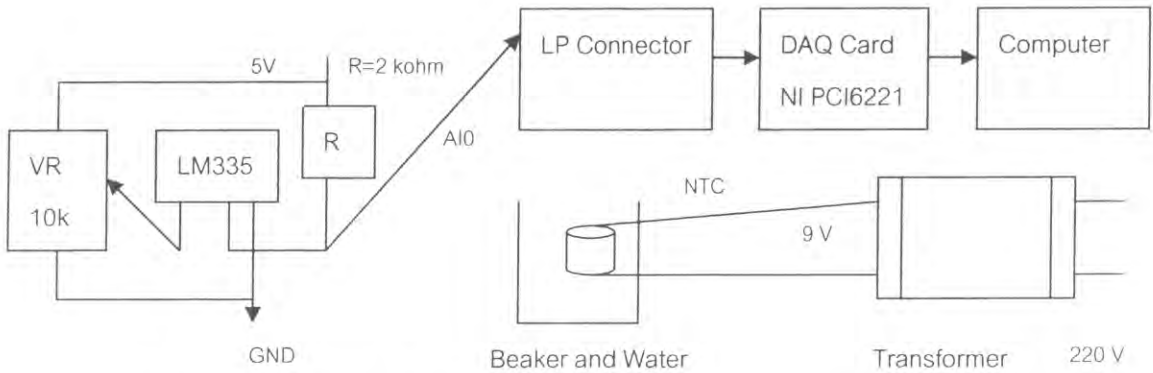 5V
R=2 kohm
VR
10k
LM335
R
AI0
GND
LP Connector
DAQ Card
NI PCI6221
Computer
NTC
9 V
Beaker and Water
Transformer
220 V